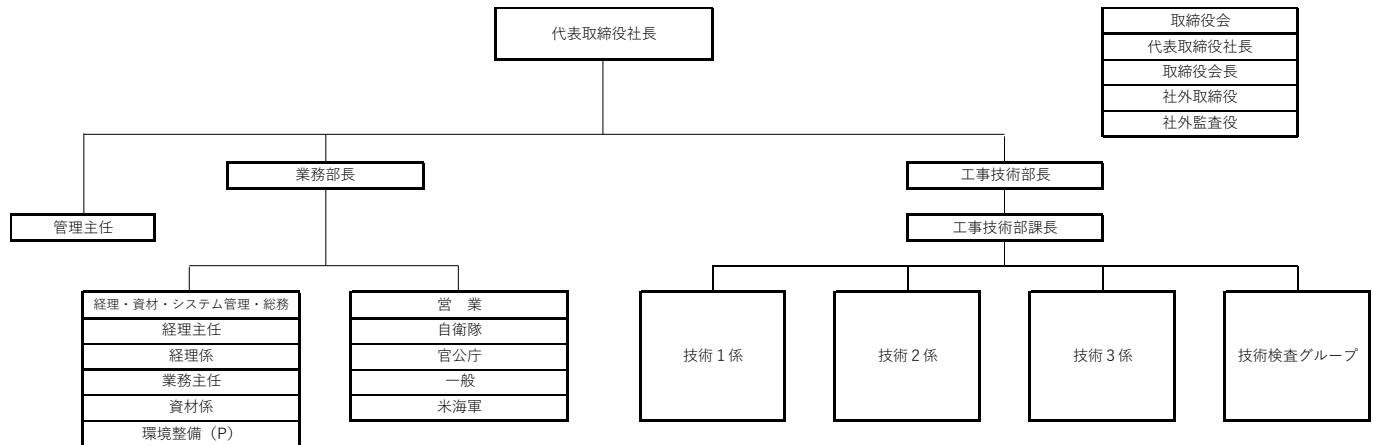 代表取締役社長
取締役会
代表取締役社長
取締役会長
社外取締役
社外監査役
業務部長
工事技術部長
管理主任
工事技術部課長
経理・資材・システム管理・総務
経理主任
経理係
業務主任
資材係
環境整備（P）
営　業
自衛隊
官公庁
一般
米海軍
技術１係
技術２係
技術３係
技術検査グループ